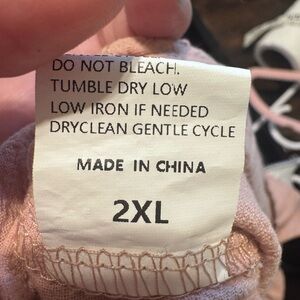 DO NOT BLEACH.
TUMBLE DRY LOW
LOW IRON IF NEEDED
DRYCLEAN GENTLE CYCLE
MADE IN CHINA
2XL